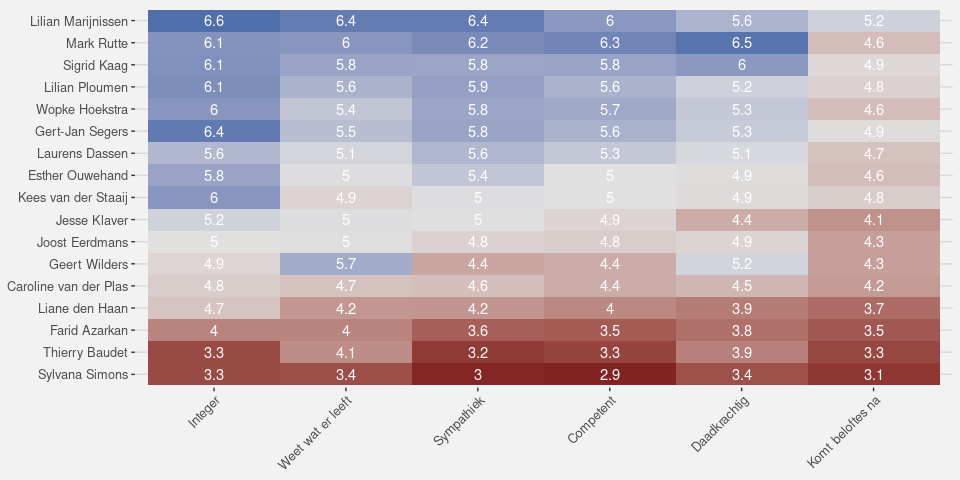 Lilian Marijnissen 6.6 6.4 6.4 6 5.6 5.2
Mark Rutte 6.1 6 6.2 6.3 6.5 4.6
Sigrid Kaag 6.1 5.8 5.8 5.8 6 4.9
Lilian Ploumen 6.1 5.6 5.9 5.6 5.2 4.8
Wopke Hoekstra 6 5.4 5.8 5.7 5.3 4.6
Gert-Jan Segers 6.4 5.5 5.8 5.6 5.3 4.9
Laurens Dassen 5.6 5.1 5.6 5.3 5.1 4.7
Esther Ouwehand 5.8 5 5.4 5 4.9 4.6
Kees van der Staaij 6 4.9 5 5 4.9 4.8
Jesse Klaver 5.2 5 5 4.9 4.4 4.1
Joost Eerdmans 5 5 4.8 4.8 4.9 4.3
Geert Wilders 4.9 5.7 4.4 4.4 5.2 4.3
Caroline van der Plas 4.8 4.7 4.6 4.4 4.5 4.2
Liane den Haan 4.7 4.2 4.2 4 3.9 3.7
Farid Azarkan 4 4 3.6 3.5 3.8 3.5
Thierry Baudet 3.3 4.1 3.2 3.3 3.9 3.3
Sylvana Simons 3.3 3.4 3 2.9 3.4 3.1
Integer
Weet wat er leeft
Sympathiek
Competent
Daadkrachtig
Komt beloftes na